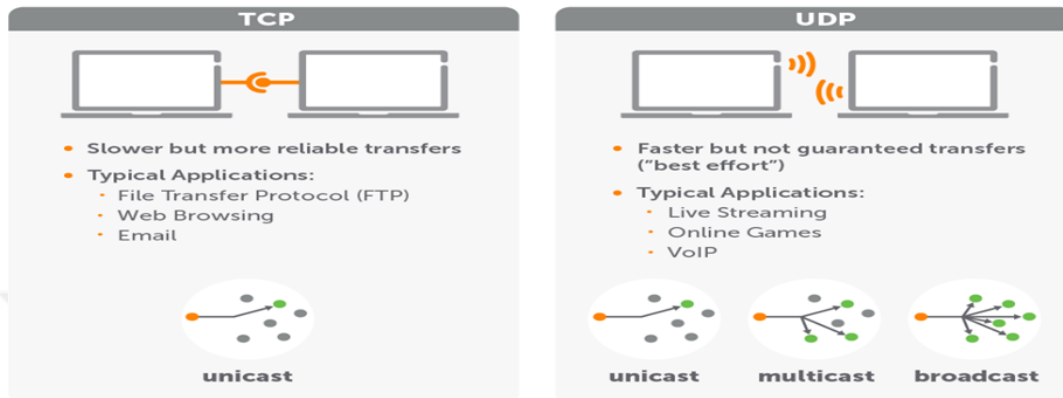 TCP
Slower but more reliable transfers
Typical Applications:
File Transfer Protocol (FTP)
Web Browsing
Email
unicast
UDP
Faster but not guaranteed transfers
("best effort")
Typical Applications:
Live Streaming
Online Games
VoIP
unicast multicast broadcast